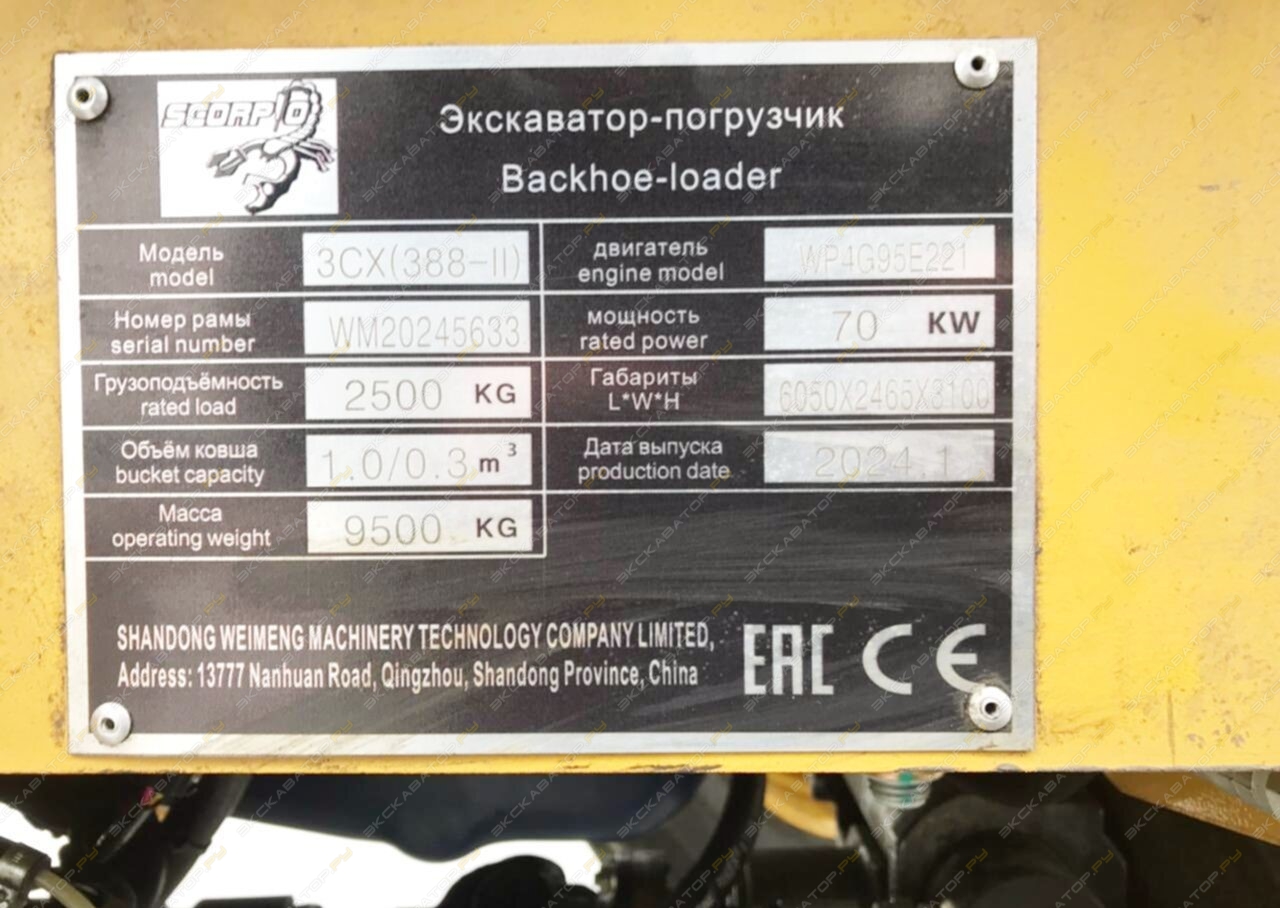 SCORPIO
Экскаватор-погрузчик
Backhoe-loader
Модель
model
3CX(388-II)
двигатель
engine model
WP4G95E221
Номер рамы
serial number
WM20245633
мощность
rated power
70 KW
Грузоподъёмность
rated load
2500 KG
Габариты
L*W*H
6050X2465X3100
Объём ковша
bucket capacity
1.0/0.3 m³
Дата выпуска
production date
2024.1
Масса
operating weight
9500 KG
SHANDONG WEIMENG MACHINERY TECHNOLOGY COMPANY LIMITED,
Address: 13777 Nanhuan Road, Qingzhou, Shandong Province, China
EAC CE
ЭКСКАВАТОР.РУ